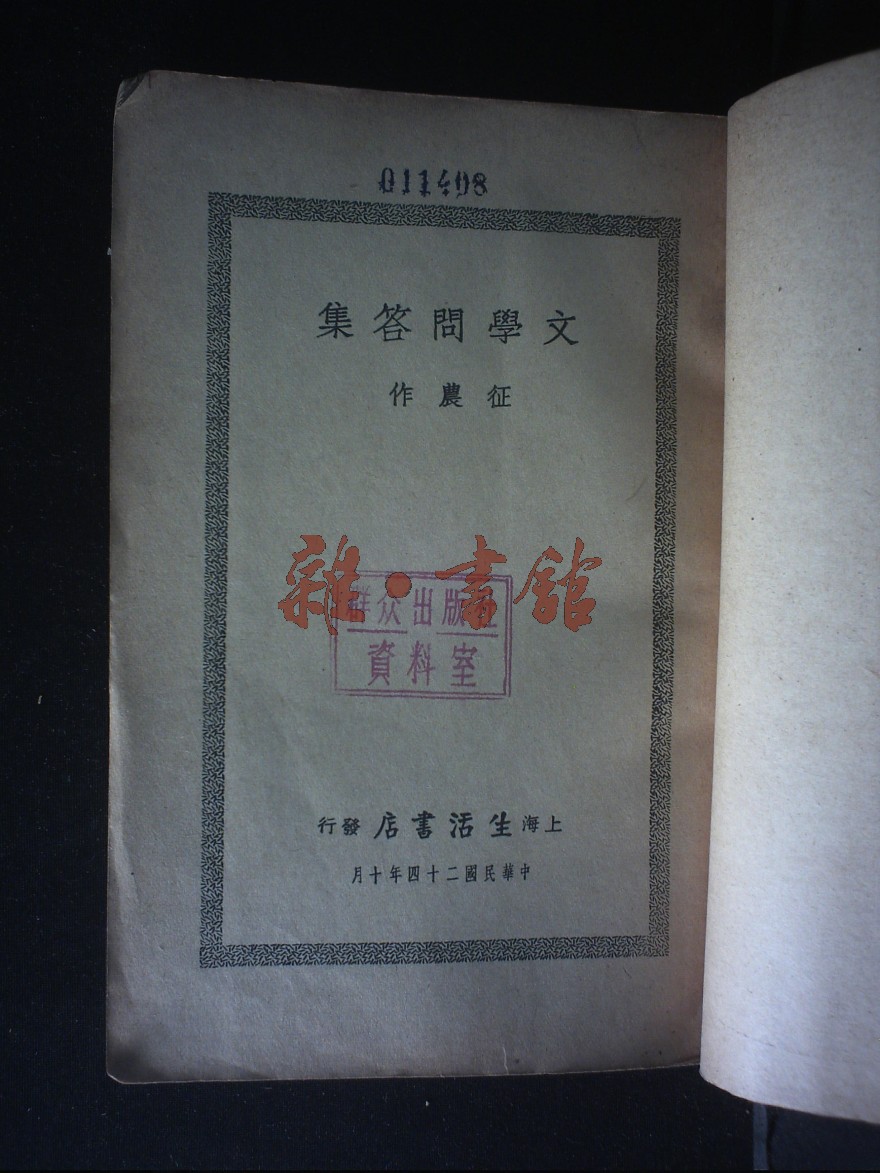 011408
文學問答集
征農作
雜·書館
群众出版社
資料室
上海生活書店發行
中華民國二十四年十月